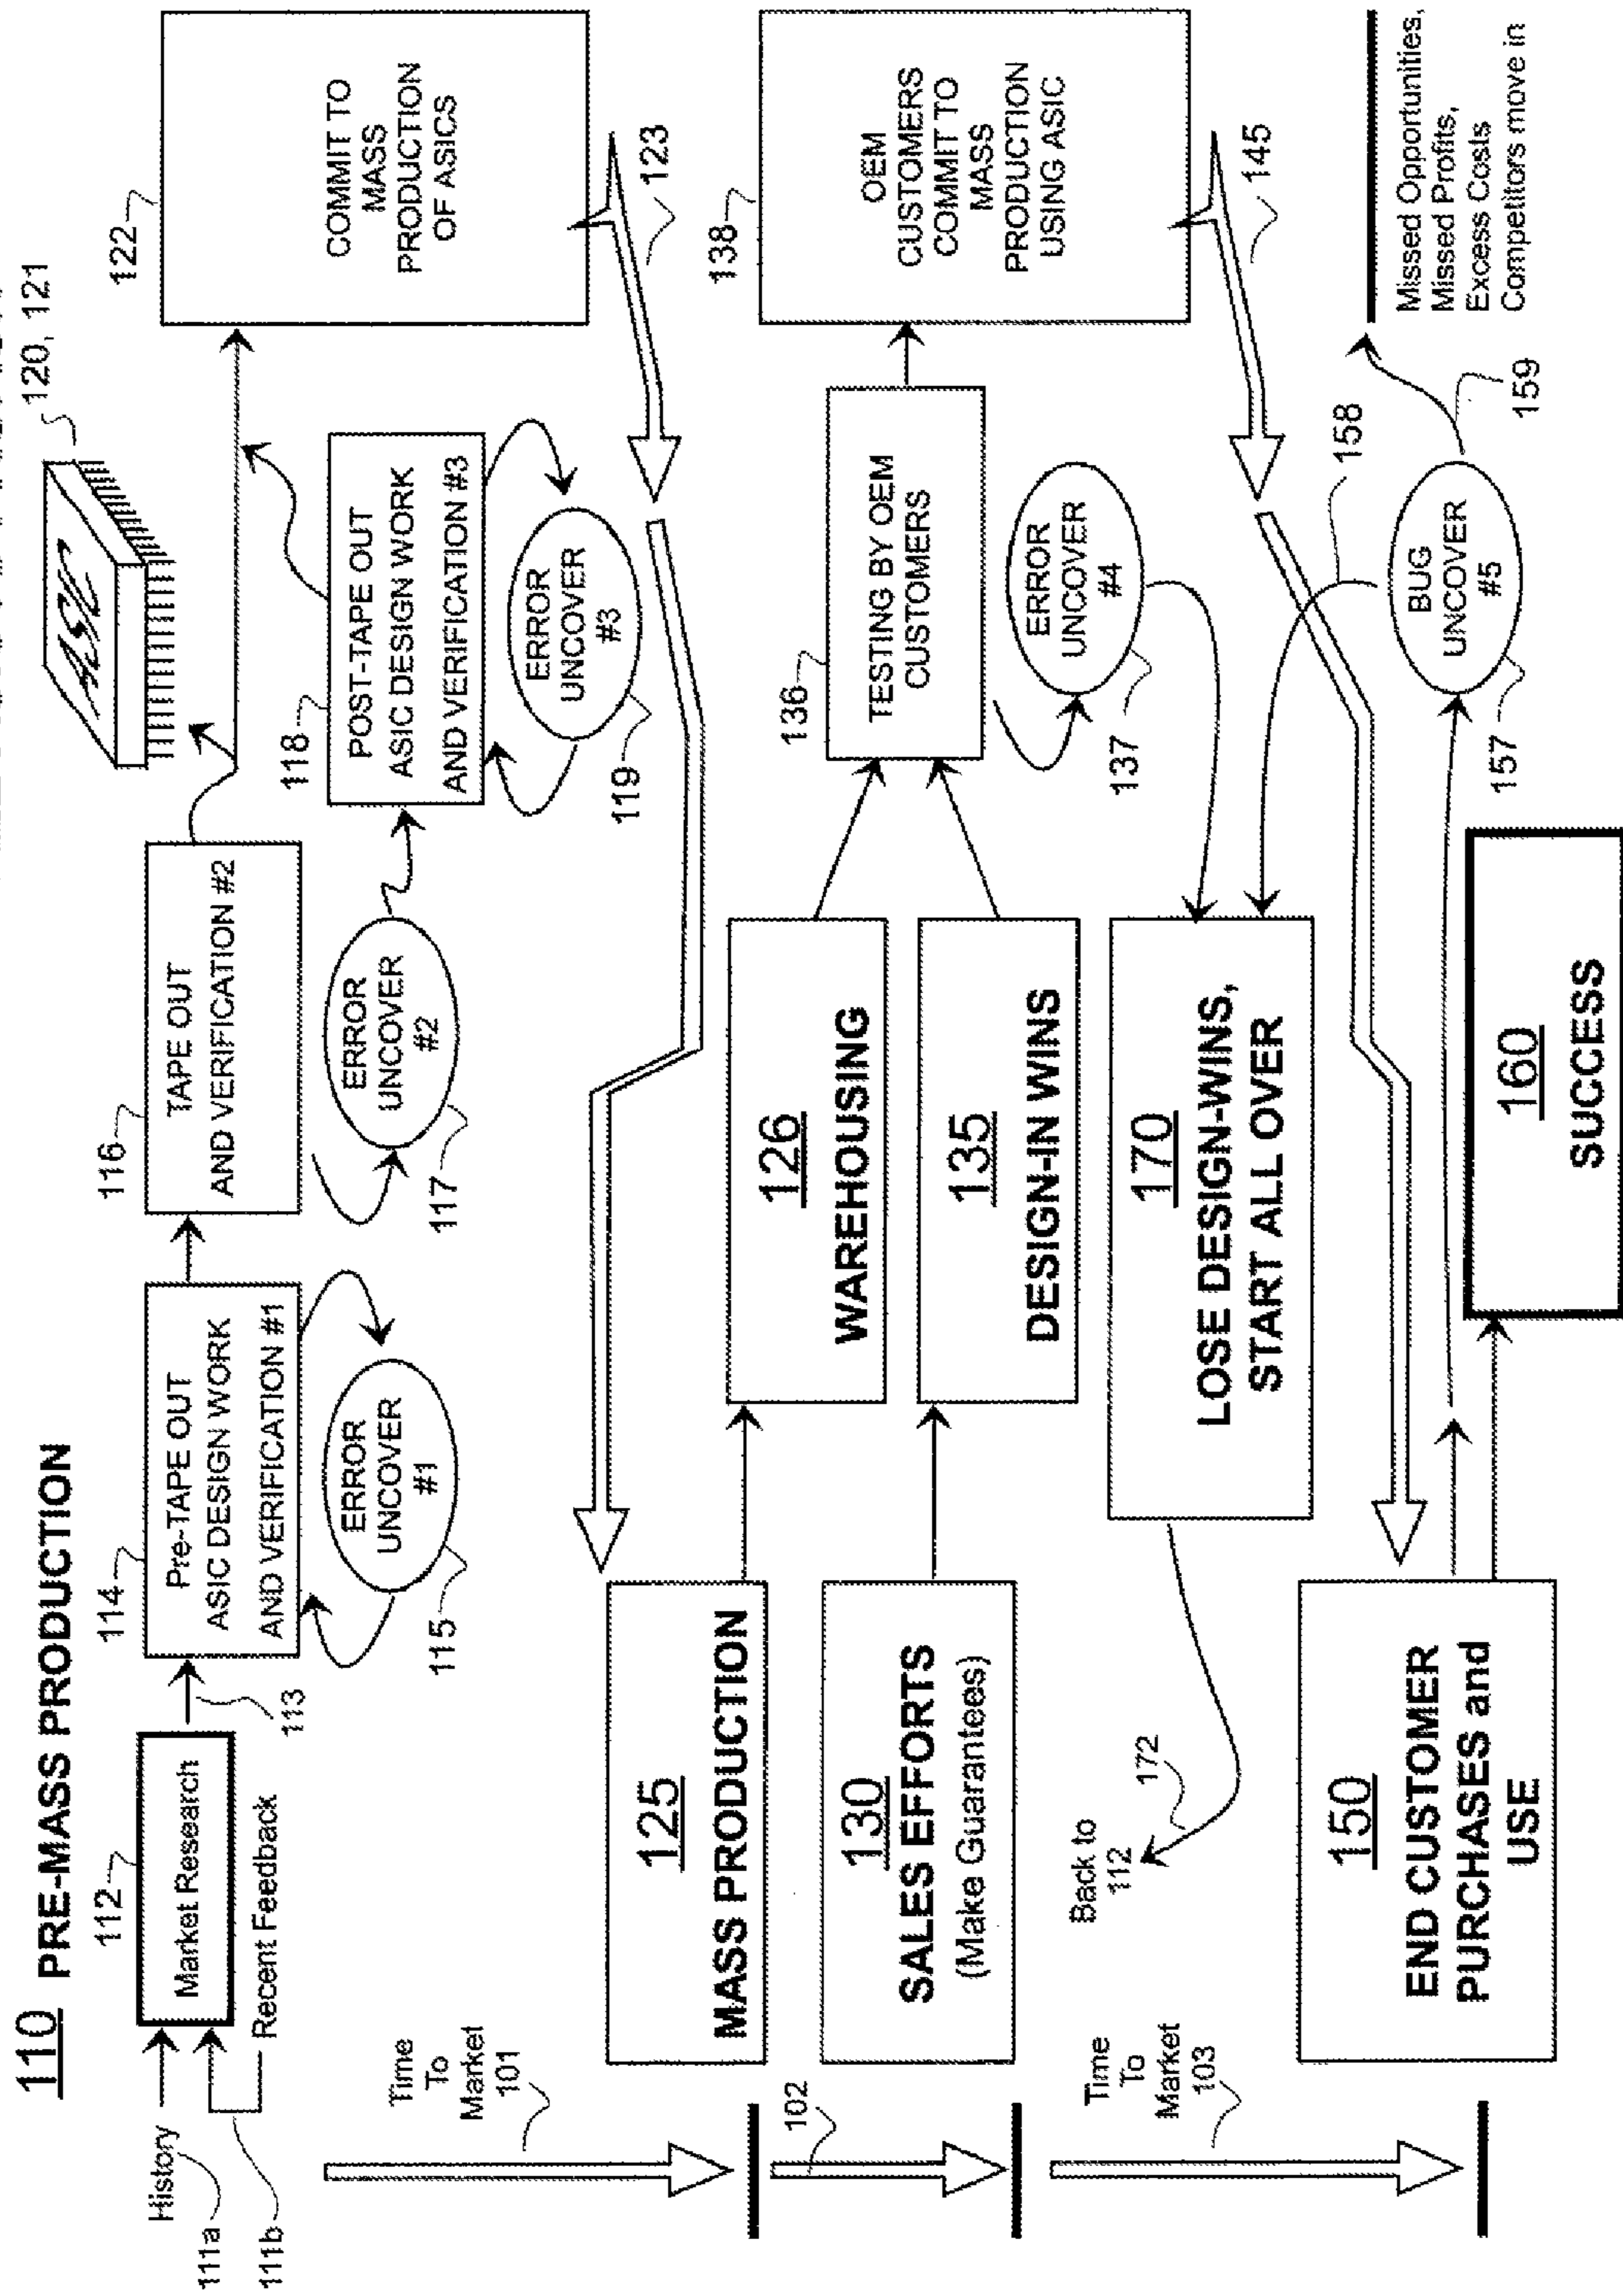 110 PRE-MASS PRODUCTION
History
111a
111b
Recent Feedback
112
Market Research
113
114
Pre-TAPE OUT
ASIC DESIGN WORK
AND VERIFICATION #1
ERROR
UNCOVER
#1
115
116
TAPE OUT
AND VERIFICATION #2
ERROR
UNCOVER
#2
117
ASIC
120, 121
118
POST-TAPE OUT
ASIC DESIGN WORK
AND VERIFICATION #3
ERROR
UNCOVER
#3
119
122
COMMIT TO
MASS
PRODUCTION
OF ASICS
123
Time
To
Market
101
125
MASS PRODUCTION
126
WAREHOUSING
102
130
SALES EFFORTS
(Make Guarantees)
135
DESIGN-IN WINS
136
TESTING BY OEM
CUSTOMERS
ERROR
UNCOVER
#4
137
138
OEM
CUSTOMERS
COMMIT TO
MASS
PRODUCTION
USING ASIC
145
Time
To
Market
103
Back to
112
172
170
LOSE DESIGN-WINS,
START ALL OVER
150
END CUSTOMER
PURCHASES and
USE
158
BUG
UNCOVER
#5
157
159
Missed Opportunities,
Missed Profits,
Excess Costs
Competitors move in
160
SUCCESS